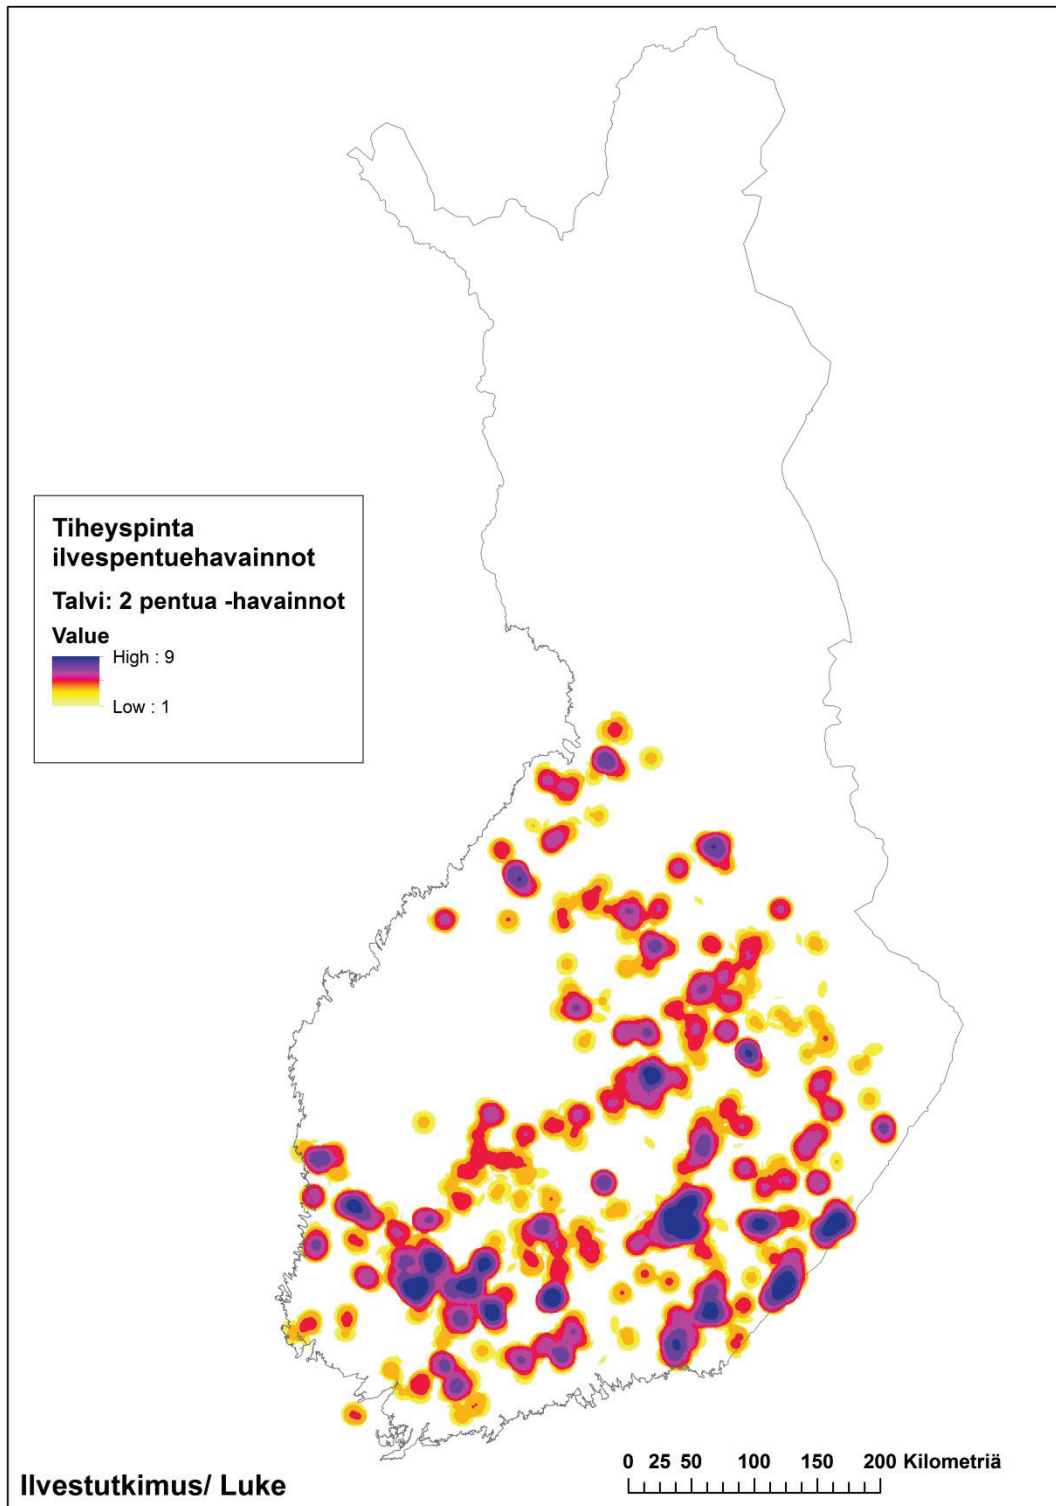 Tiheyspinta
ilvespentuehavainnot
Talvi: 2 pentua -havainnot
Value
High : 9
Low : 1
0 25 50 100 150 200 Kilometriä
Ilvestutkimus/ Luke